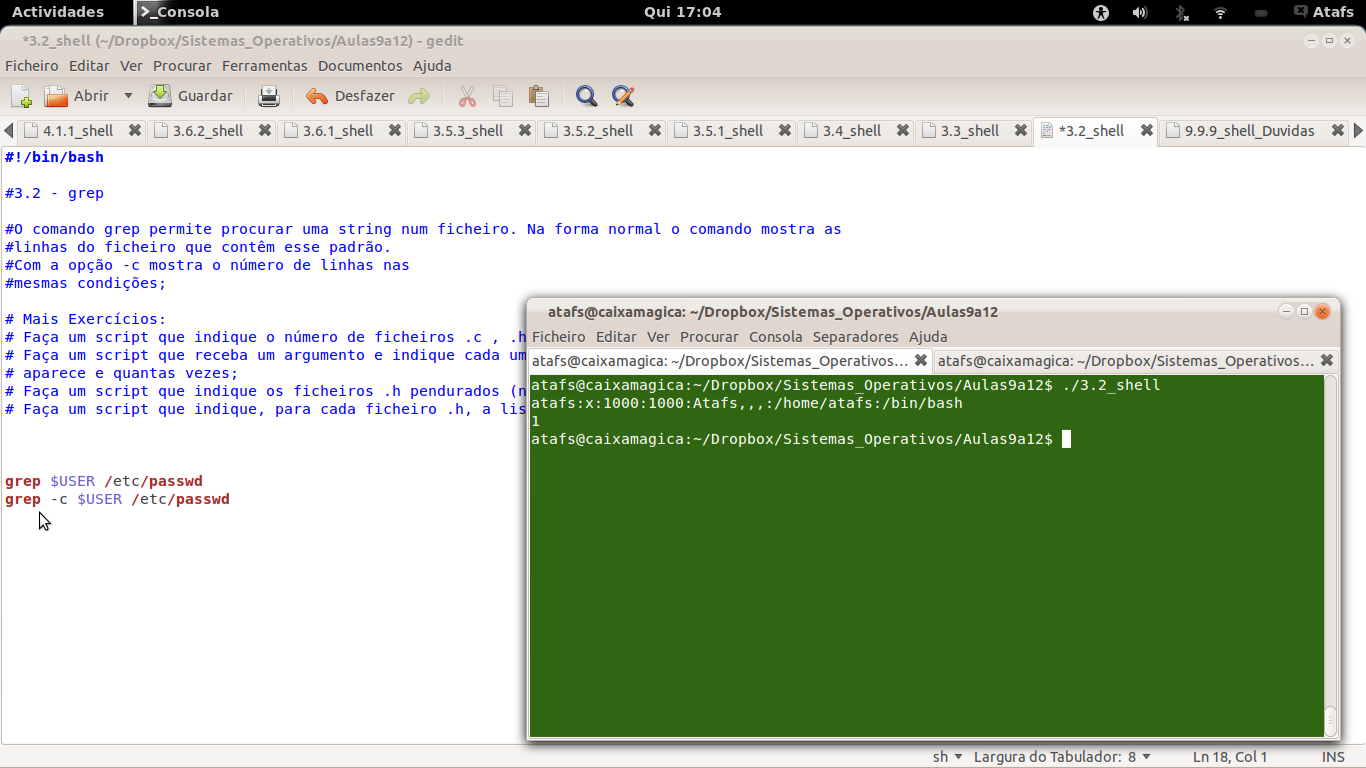 Actividades
Consola
Qui 17:04
Atafs
*3.2_shell (~/Dropbox/Sistemas_Operativos/Aulas9a12) - gedit
Ficheiro Editar Ver Procurar Ferramentas Documentos Ajuda
Abrir Guardar Desfazer
4.1.1_shell 3.6.2_shell 3.6.1_shell 3.5.3_shell 3.5.2_shell 3.5.1_shell 3.4_shell 3.3_shell *3.2_shell 9.9.9_shell_Duvidas
#!/bin/bash
#3.2 - grep
#O comando grep permite procurar uma string num ficheiro. Na forma normal o comando mostra as
#linhas do ficheiro que contêm esse padrão.
#Com a opção -c mostra o número de linhas nas
#mesmas condições;
# Mais Exercícios:
# Faça um script que indique o número de ficheiros .c , .h
# Faça um script que receba um argumento e indique cada um
# aparece e quantas vezes;
# Faça um script que indique os ficheiros .h pendurados (n
# Faça um script que indique, para cada ficheiro .h, a lis
grep $USER /etc/passwd
grep -c $USER /etc/passwd
atafs@caixamagica: ~/Dropbox/Sistemas_Operativos/Aulas9a12
Ficheiro Editar Ver Procurar Consola Separadores Ajuda
atafs@caixamagica: ~/Dropbox/Sistemas_Operativos... atafs@caixamagica: ~/Dropbox/Sistemas_Operativos...
atafs@caixamagica:~/Dropbox/Sistemas_Operativos/Aulas9a12$ ./3.2_shell
atafs:x:1000:1000:Atafs,,,:/home/atafs:/bin/bash
1
atafs@caixamagica:~/Dropbox/Sistemas_Operativos/Aulas9a12$
sh Largura do Tabulador: 8 Ln 18, Col 1 INS